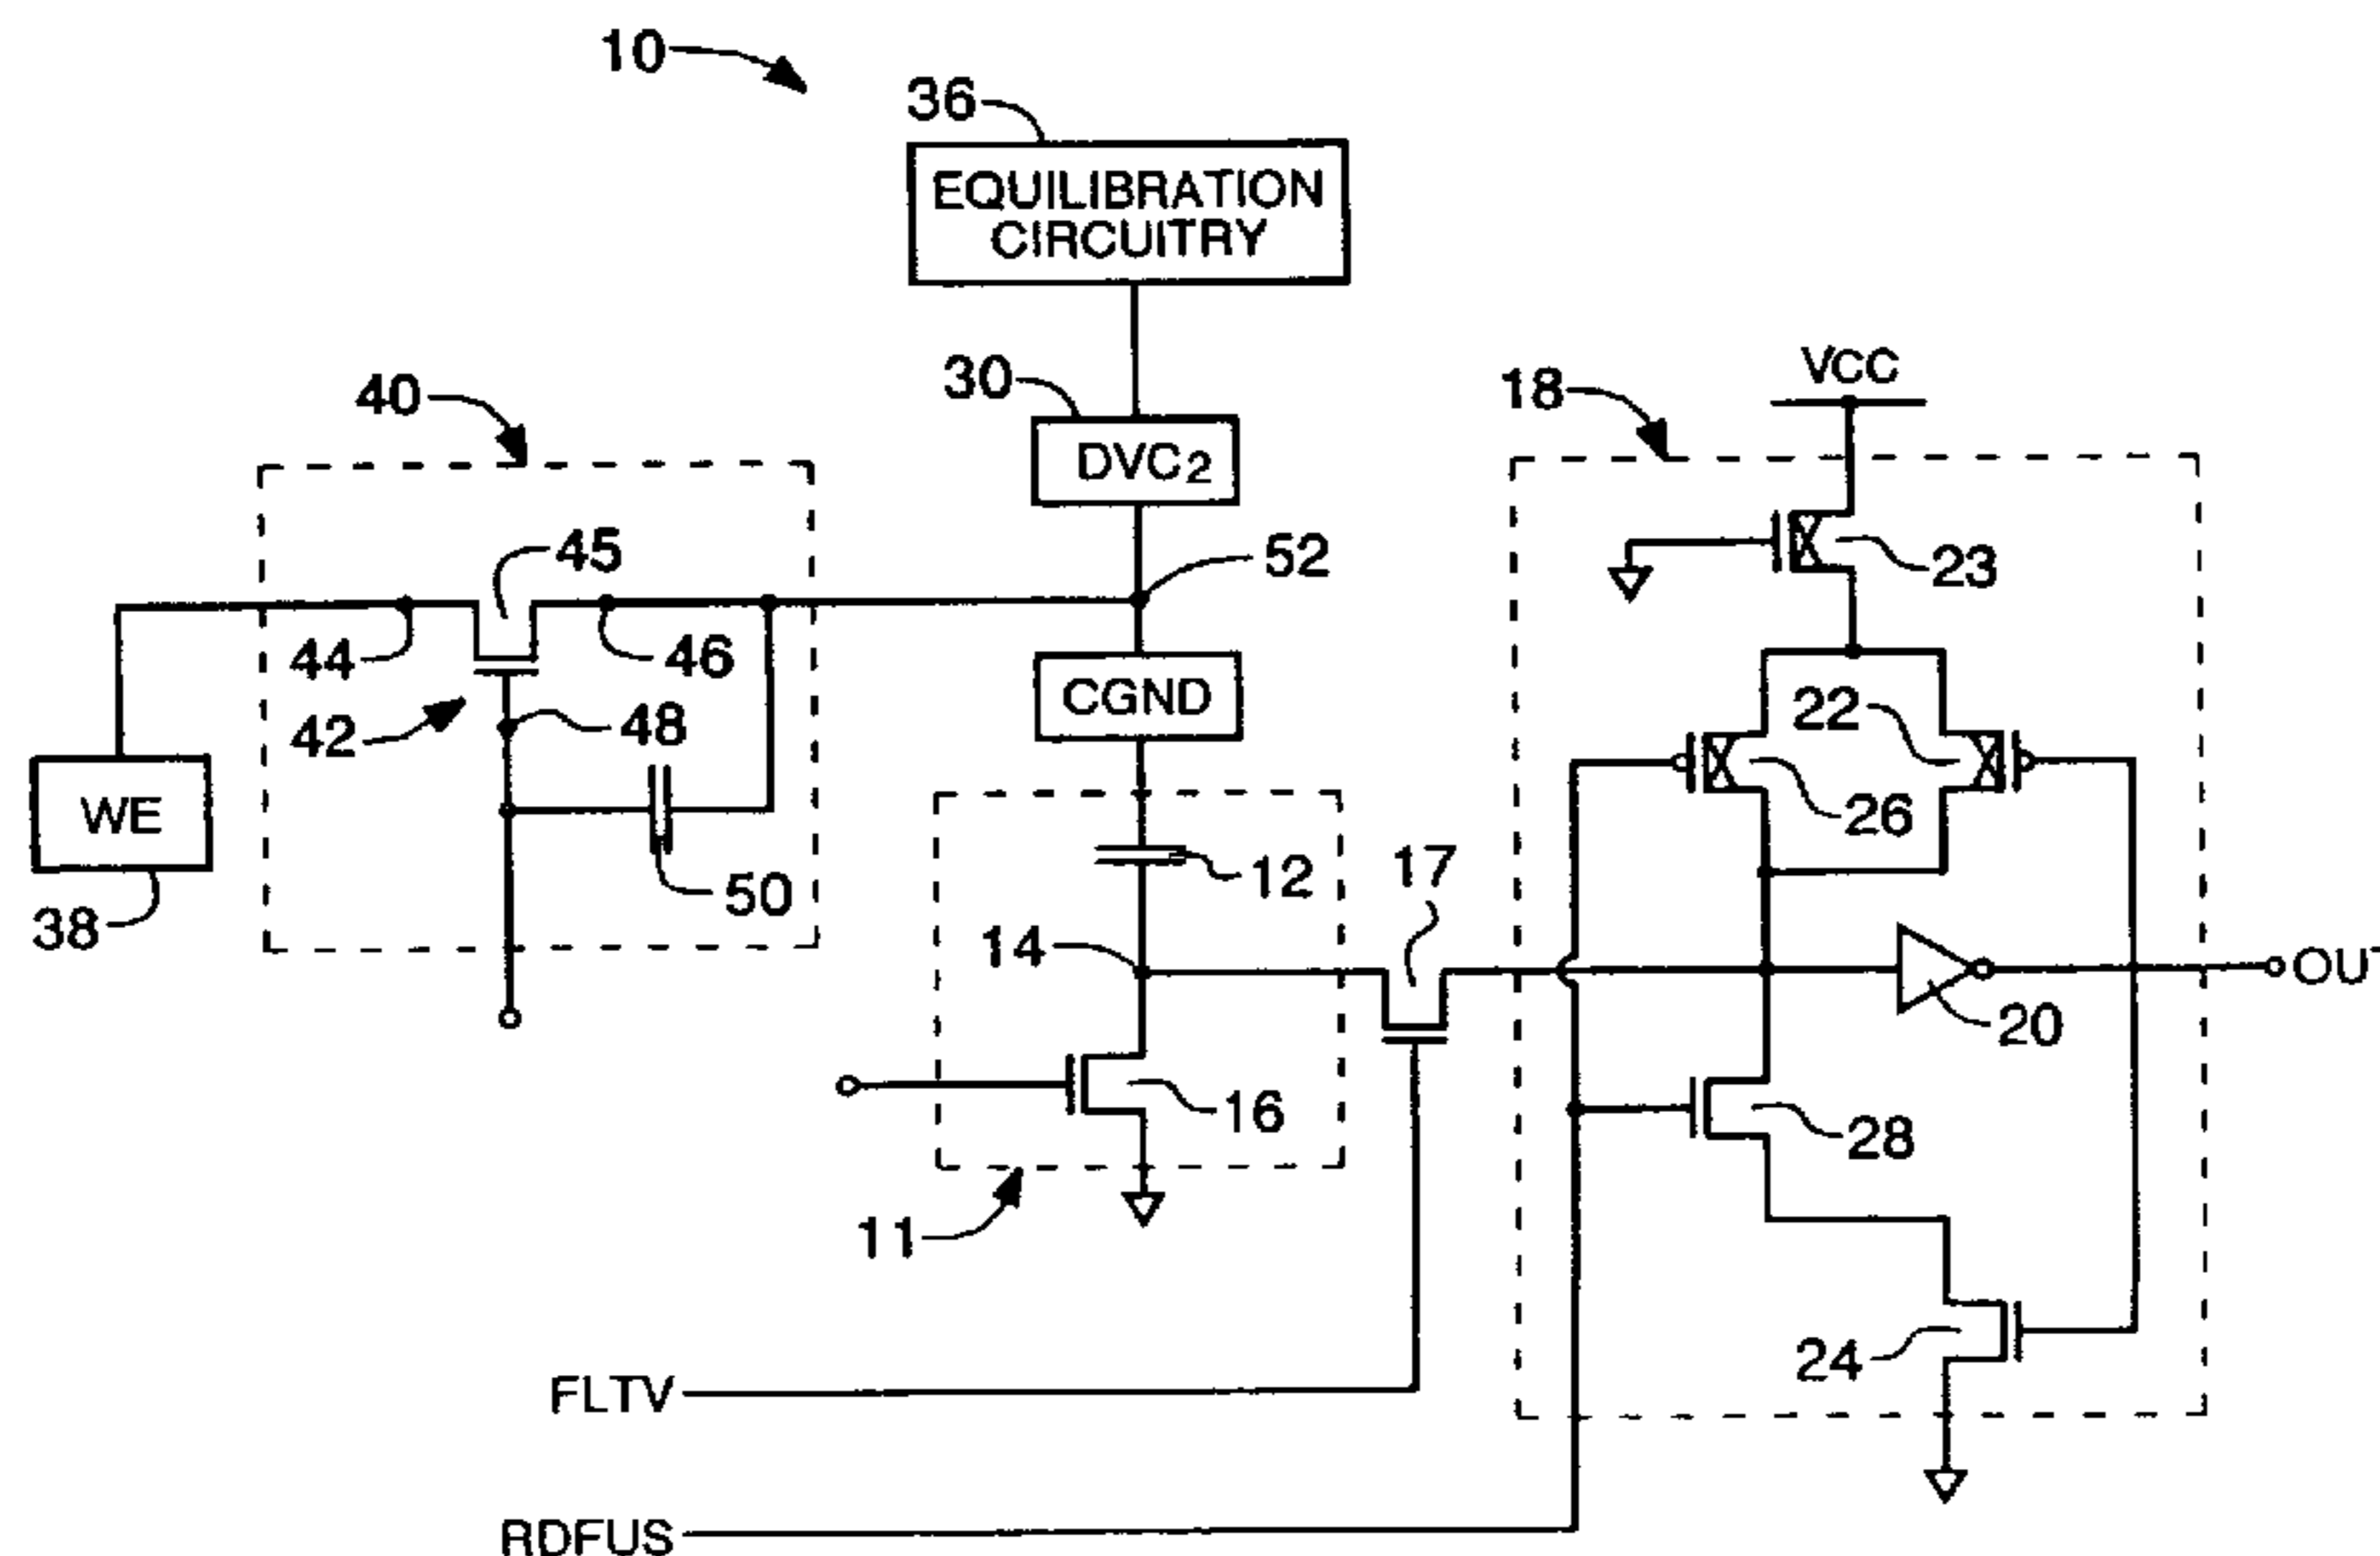 10
36
EQUILIBRATION
CIRCUITRY
30
VCC
18
40
DVC2
45
52
23
44
46
CGND
22
42
48
WE
26
12
17
50
38
14
OUT
20
16
28
11
24
FLTV
RDFUS